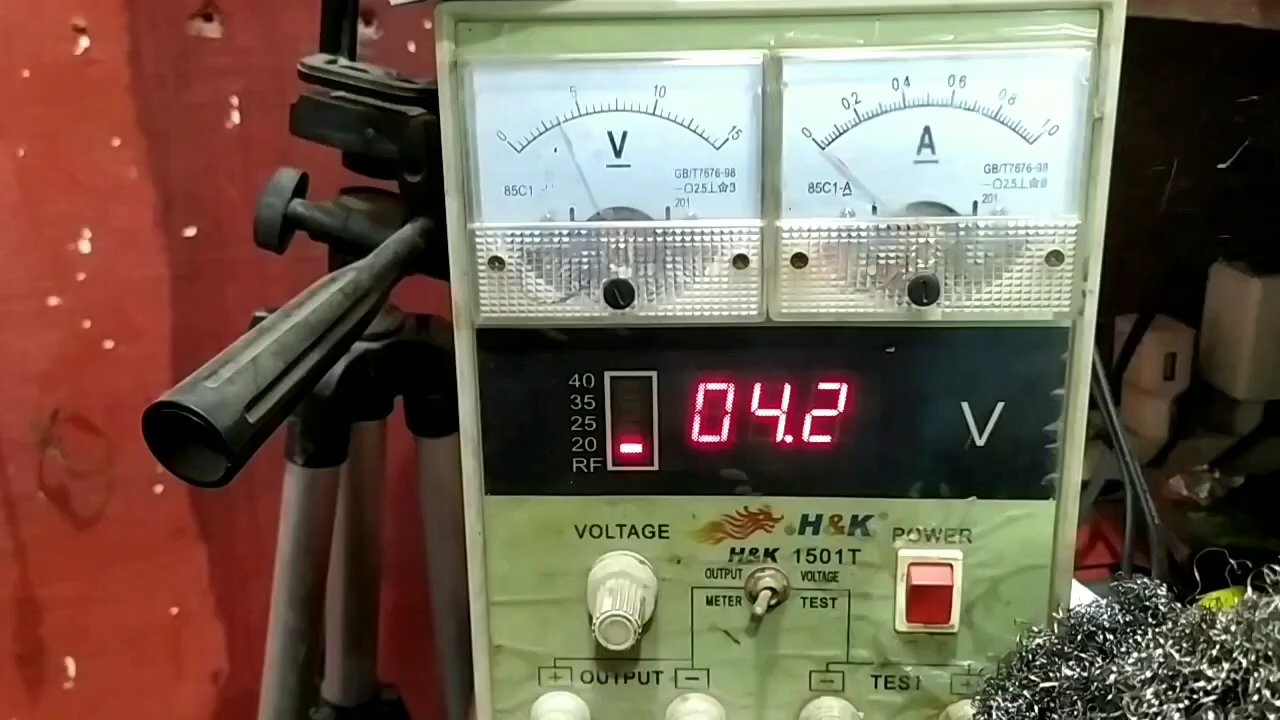 0 5 10 15
V
GB/T7676-98
85C1
201
0 0.2 0.4 0.6 0.8 1.0
A
GB/T7676-98
85C1-A
201
40
35
25
20
RF
04.2 V
VOLTAGE
H&K
POWER
H&K 1501T
OUTPUT VOLTAGE
METER TEST
+ OUTPUT −
− TEST +